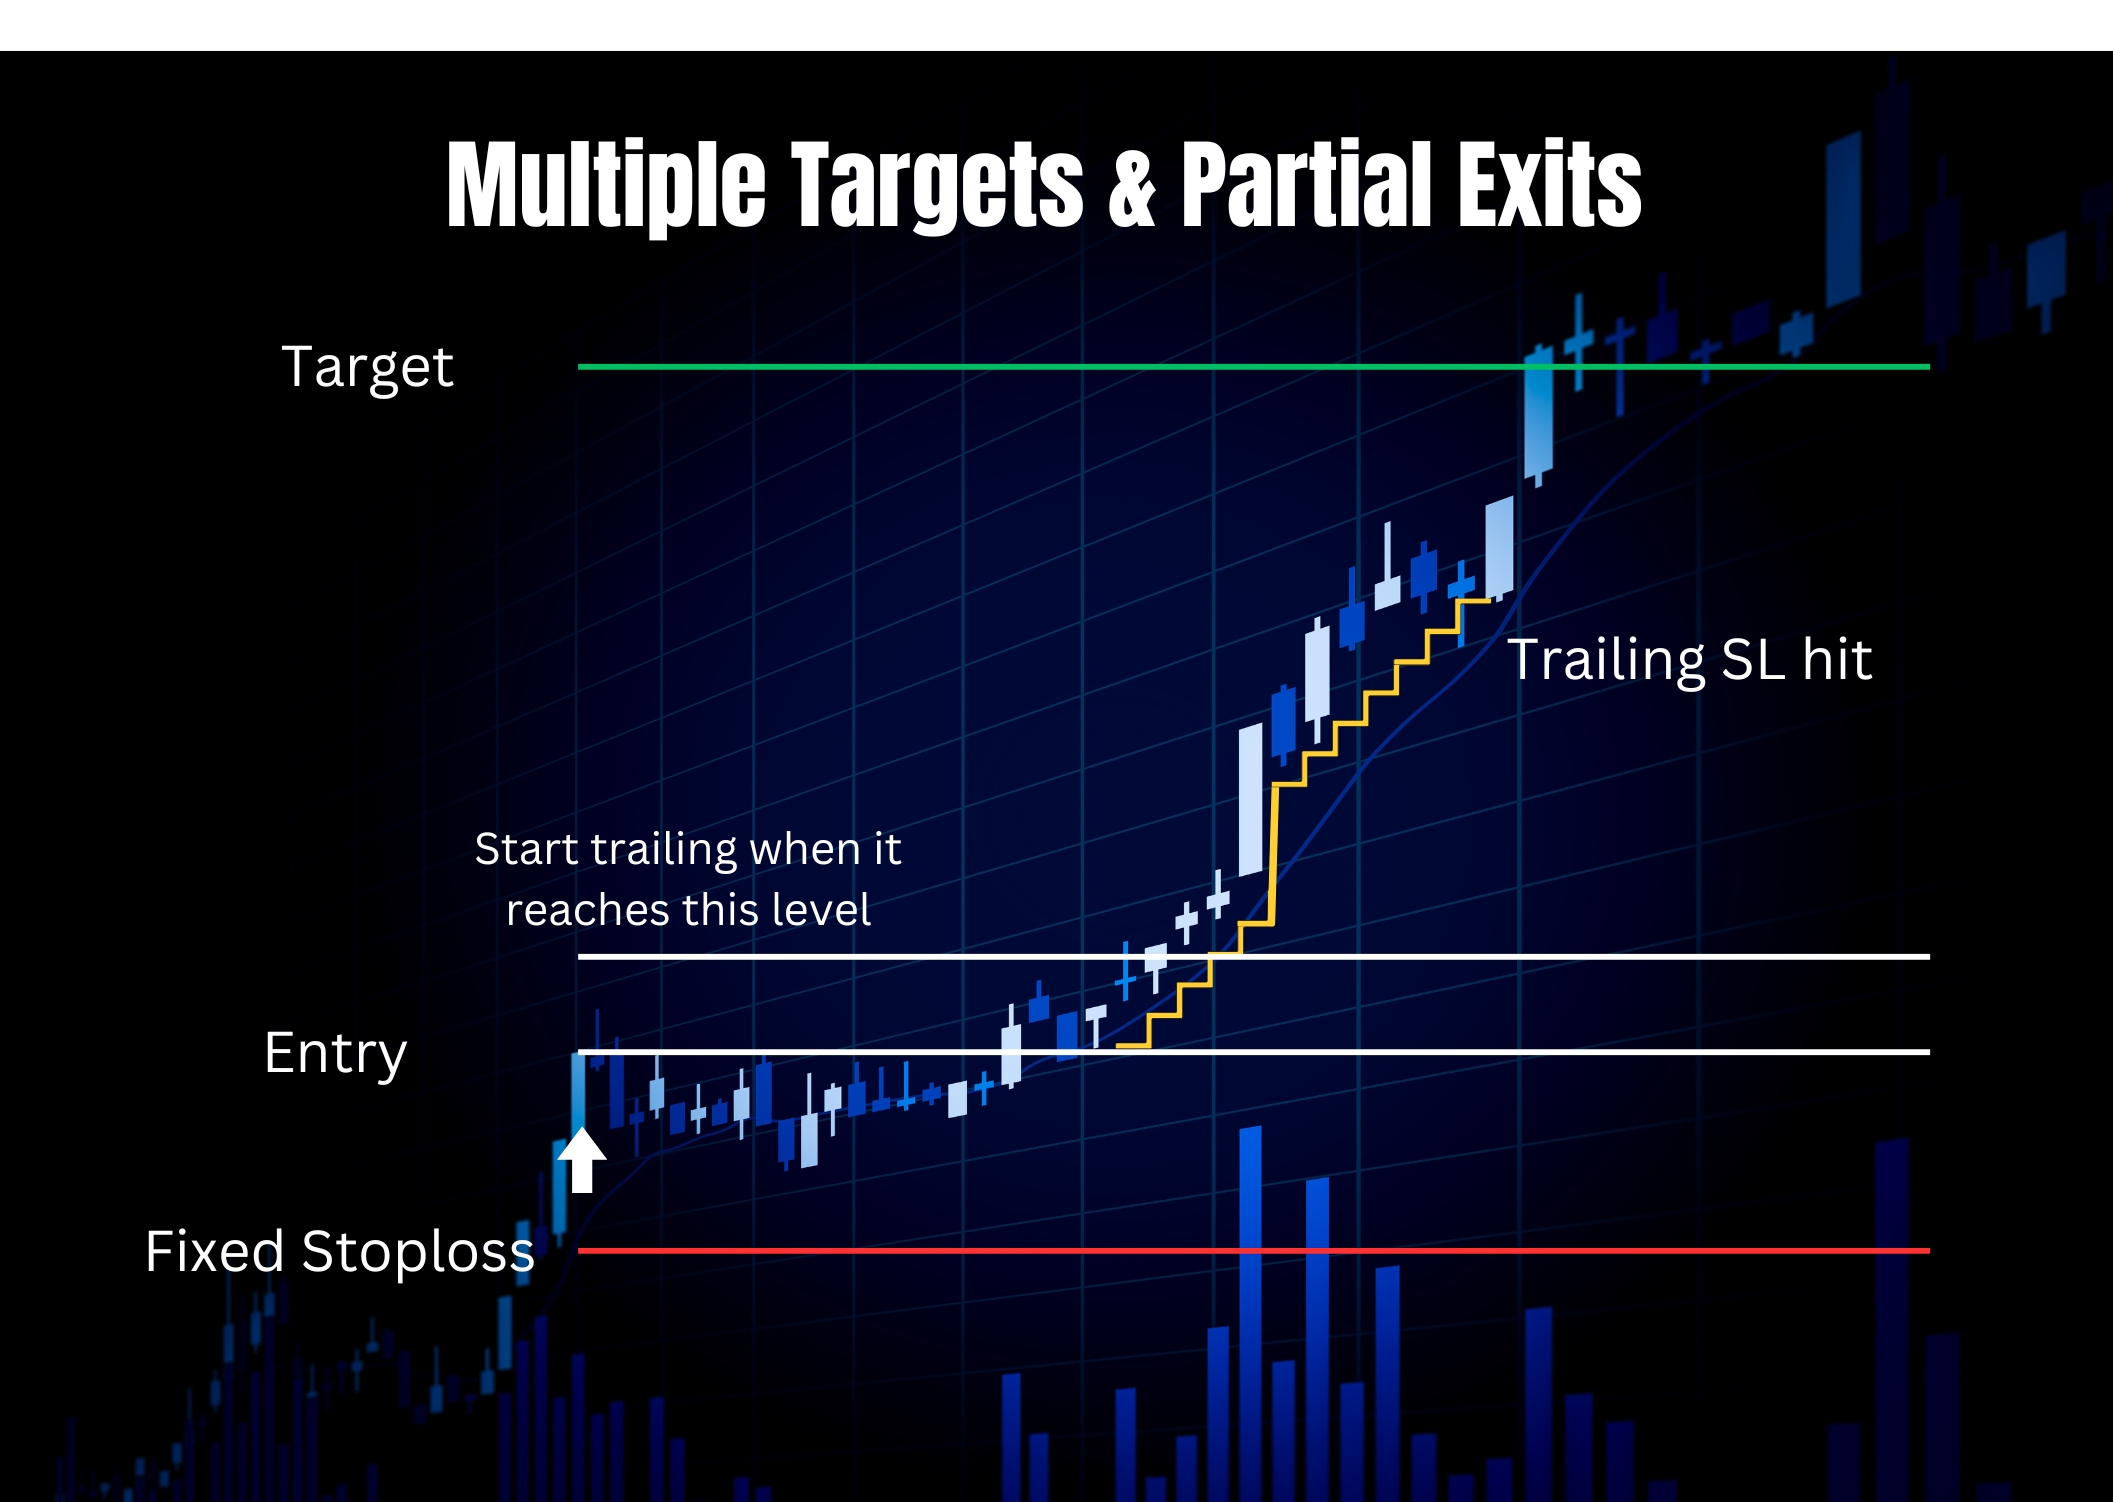 Multiple Targets & Partial Exits
Target
Trailing SL hit
Start trailing when it
reaches this level
Entry
Fixed Stoploss